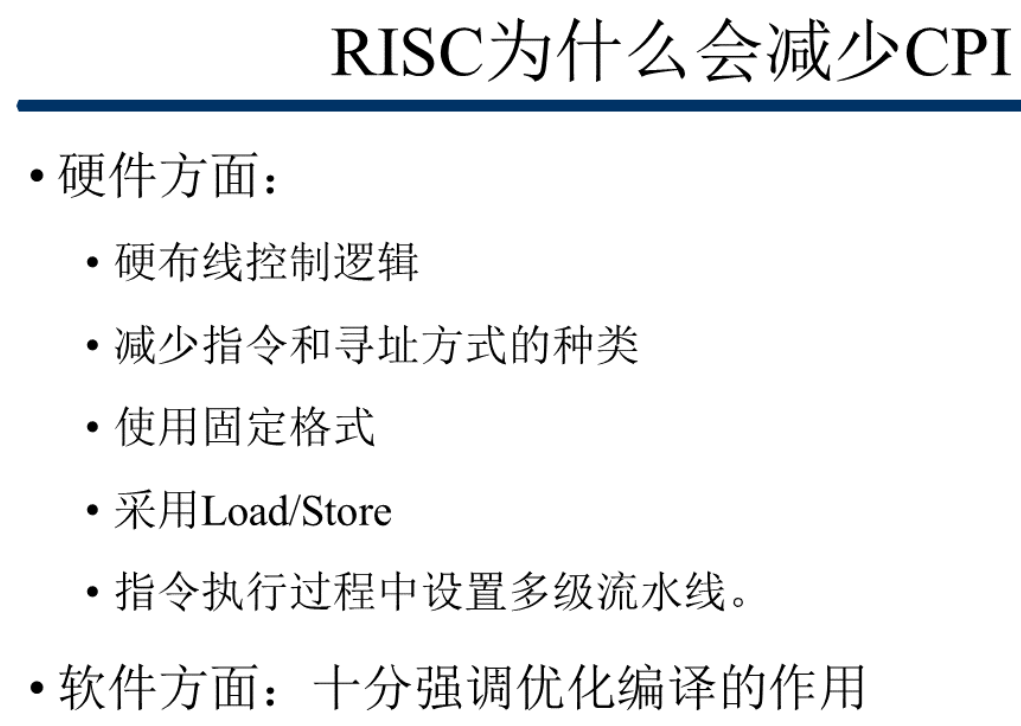 RISC为什么会减少CPI
• 硬件方面：
• 硬布线控制逻辑
• 减少指令和寻址方式的种类
• 使用固定格式
• 采用Load/Store
• 指令执行过程中设置多级流水线。
• 软件方面：十分强调优化编译的作用